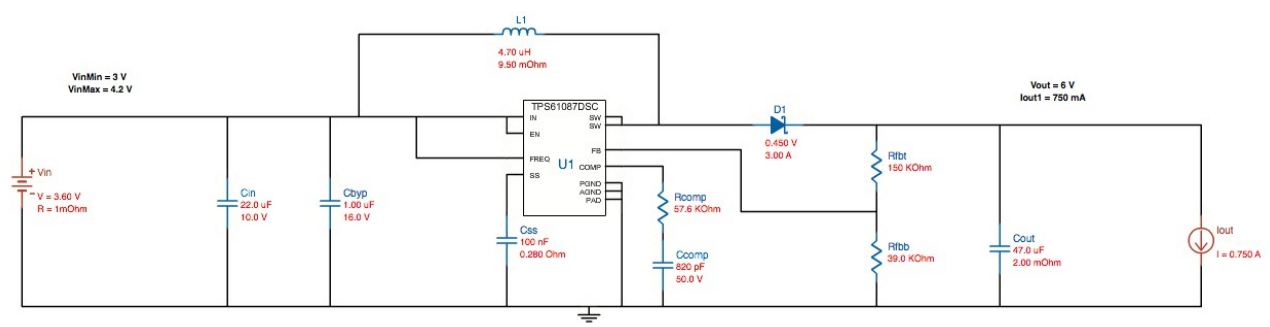 L1
4.70 uH
9.50 mOhm
VinMin = 3 V
VinMax = 4.2 V
Vout = 6 V
Iout1 = 750 mA
TPS61087DSC
IN
EN
FREQ
SS
U1
SW
SW
FB
COMP
PGND
AGND
PAD
D1
0.450 V
3.00 A
+ Vin
-
V = 3.60 V
R = 1mOhm
Cin
22.0 uF
10.0 V
Cbyp
1.00 uF
16.0 V
Css
100 nF
0.280 Ohm
Rcomp
57.6 KOhm
Ccomp
820 pF
50.0 V
Rfbt
150 KOhm
Rfbb
39.0 KOhm
Cout
47.0 uF
2.00 mOhm
Iout
I = 0.750 A